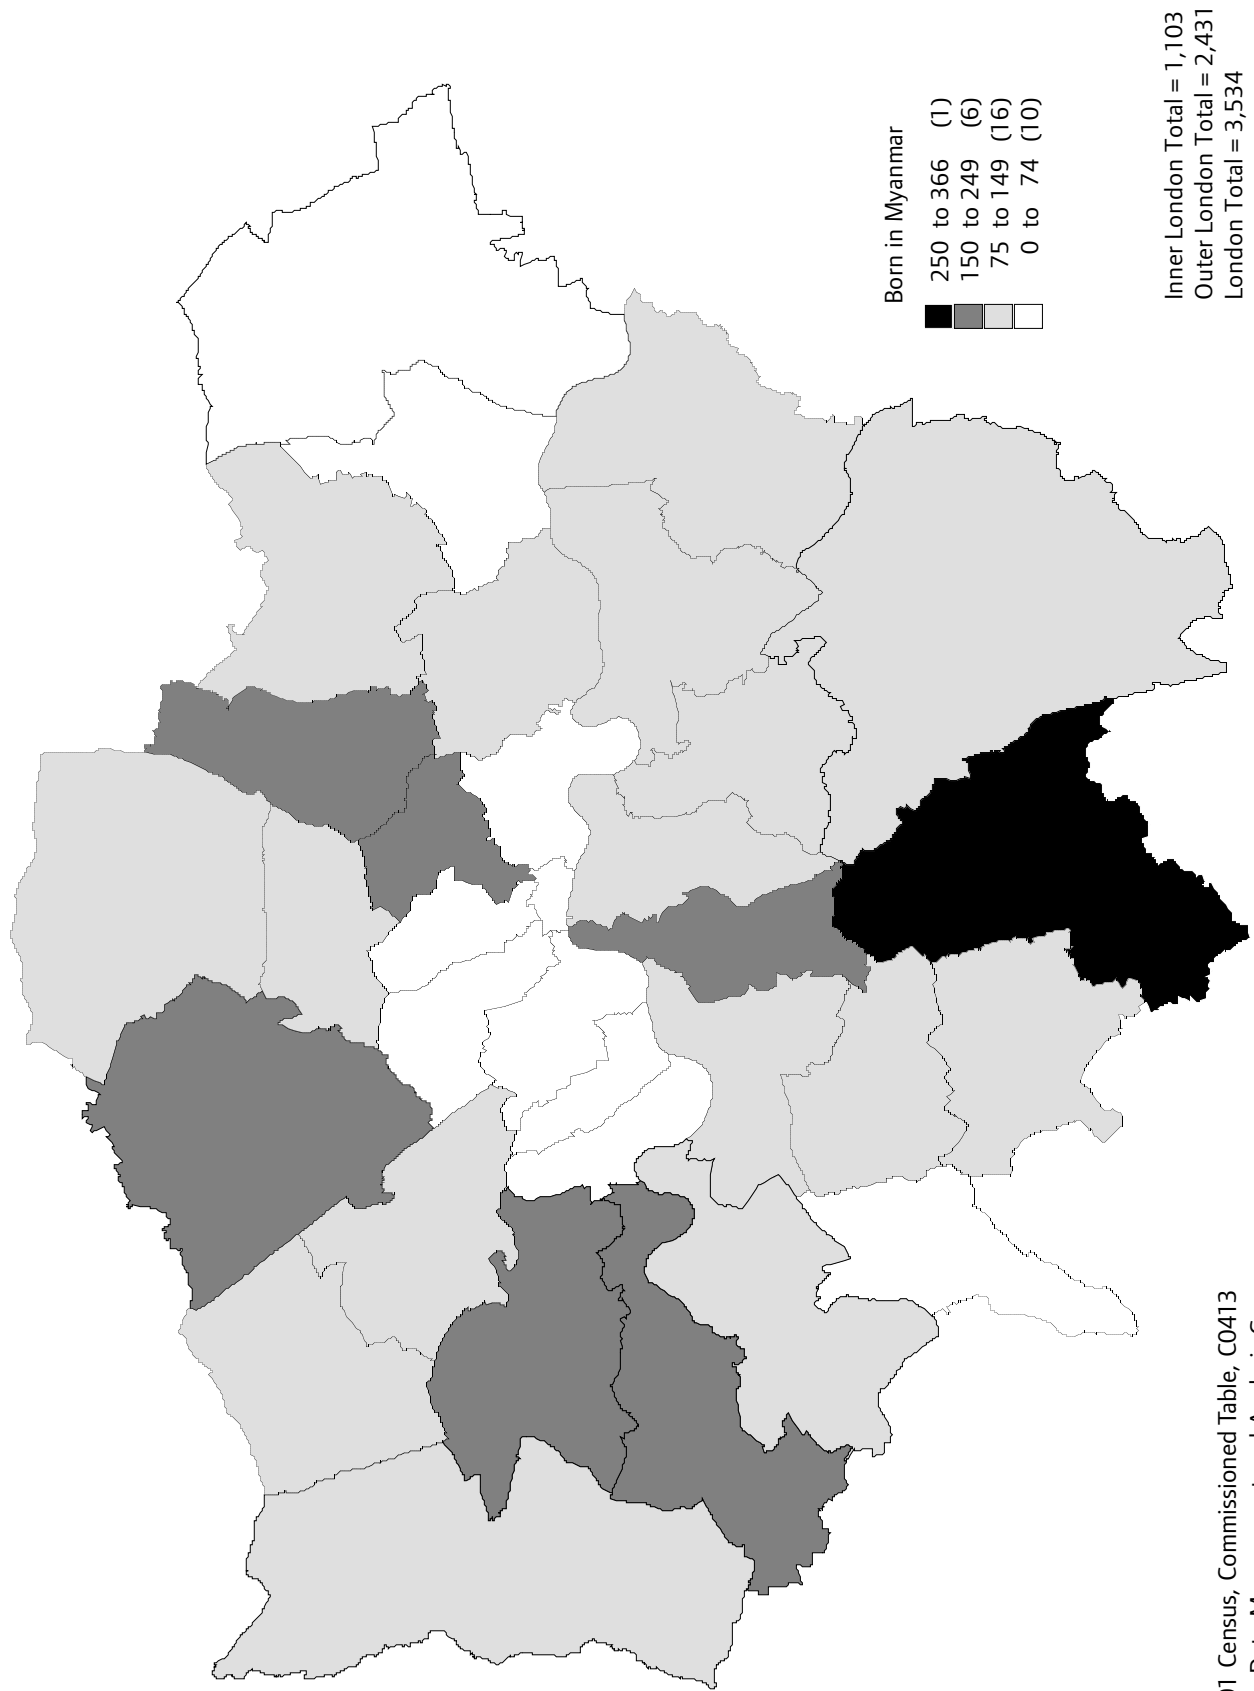 Born in Myanmar
250 to 366 (1)
150 to 249 (6)
75 to 149 (16)
0 to 74 (10)
Inner London Total = 1,103
Outer London Total = 2,431
London Total = 3,534
Census, Commissioned Table, C0413